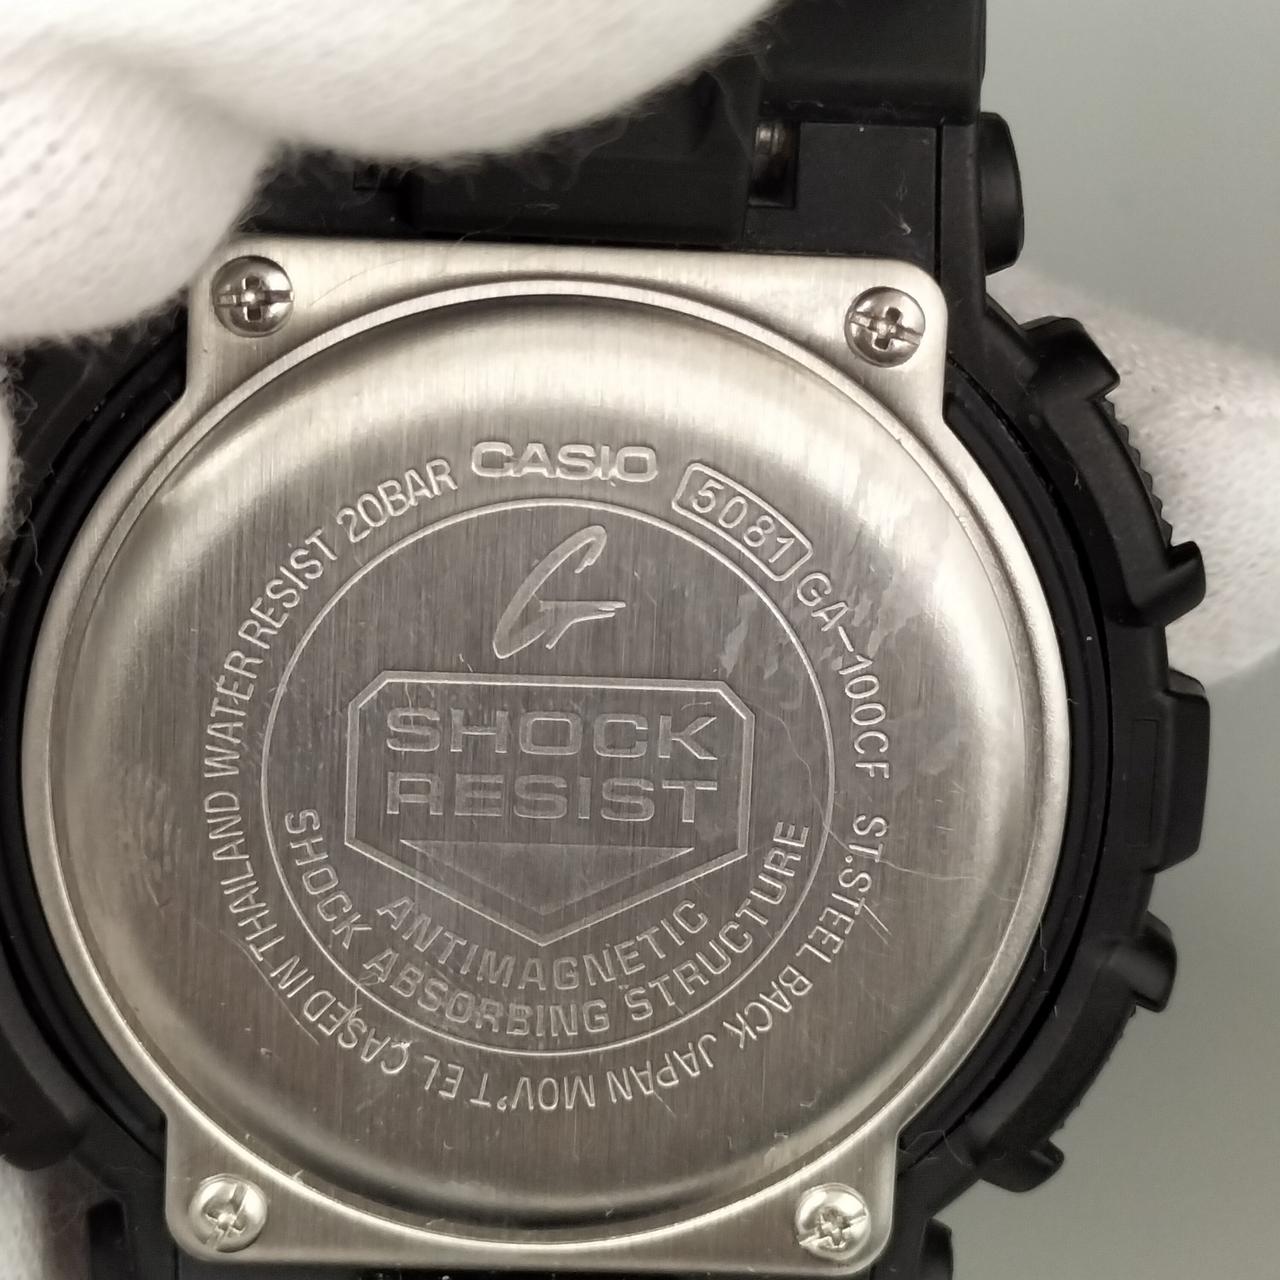 CASIO
5081
GA-100CF ST.STEEL BACK JAPAN MOV'T EL CASED IN THAILAND WATER RESIST 20BAR
G
SHOCK
RESIST
ANTIMAGNETIC
SHOCK ABSORBING STRUCTURE